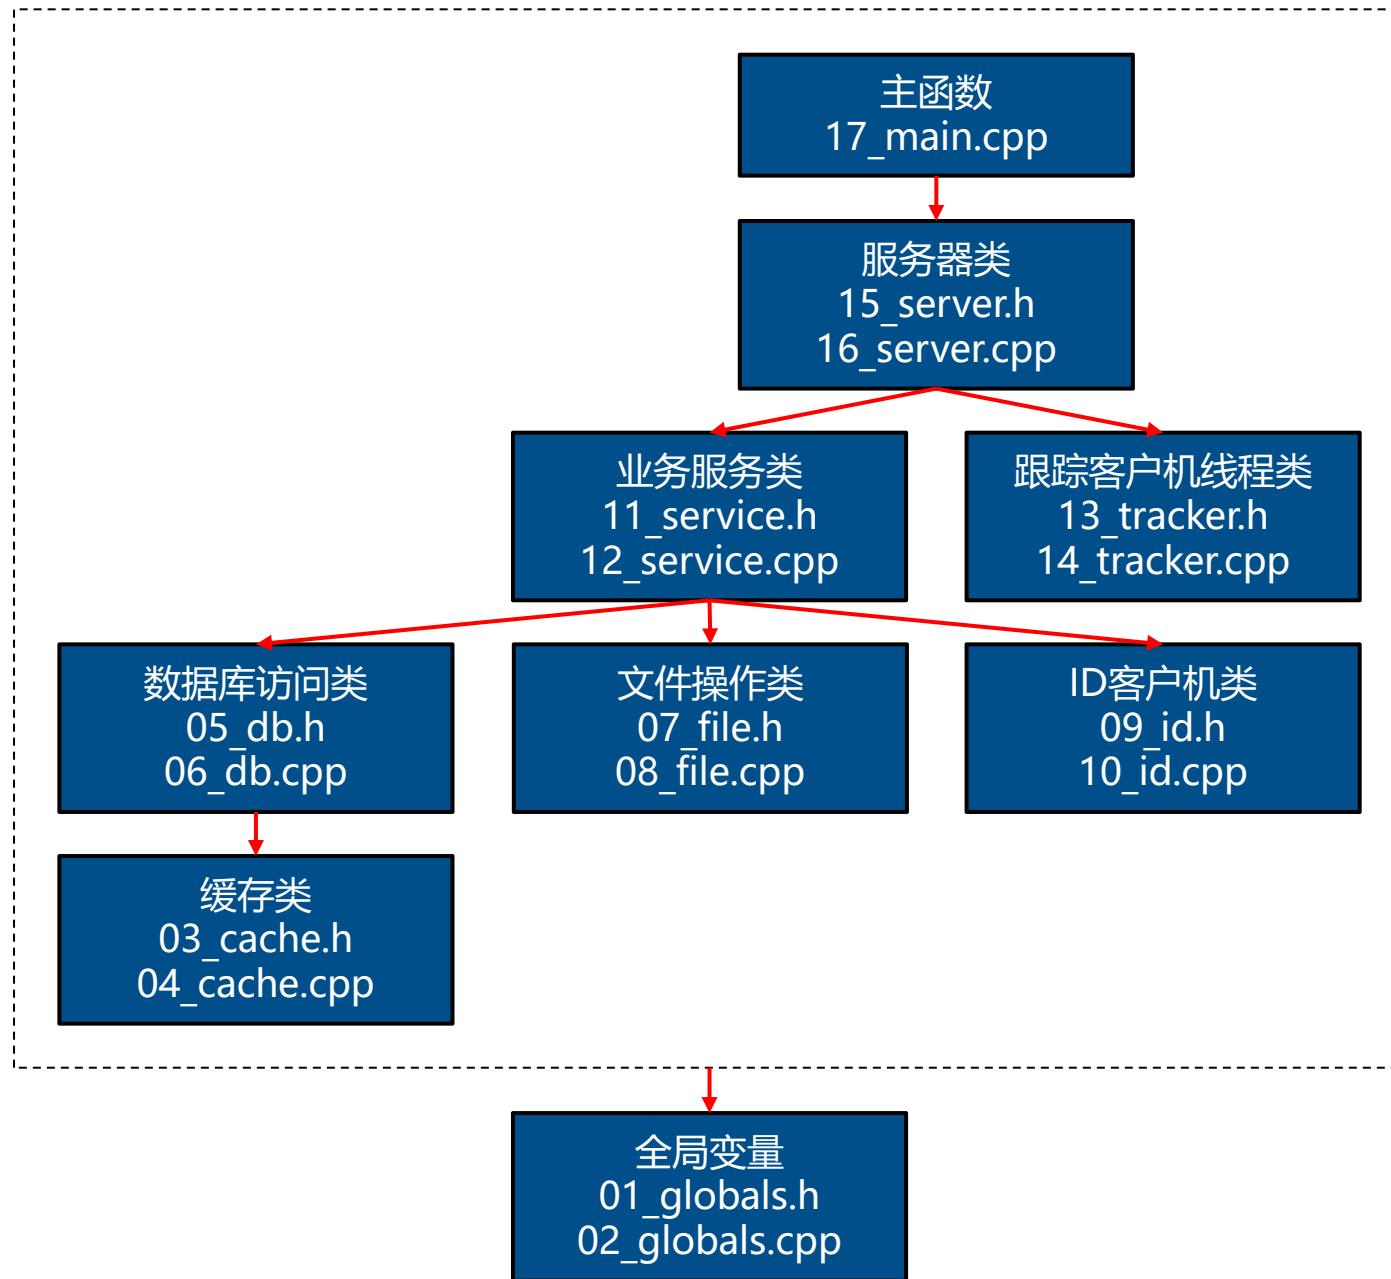 主函数
17_main.cpp
服务器类
15_server.h
16_server.cpp
业务服务类
11_service.h
12_service.cpp
跟踪客户机线程类
13_tracker.h
14_tracker.cpp
数据库访问类
05_db.h
06_db.cpp
文件操作类
07_file.h
08_file.cpp
ID客户机类
09_id.h
10_id.cpp
缓存类
03_cache.h
04_cache.cpp
全局变量
01_globals.h
02_globals.cpp